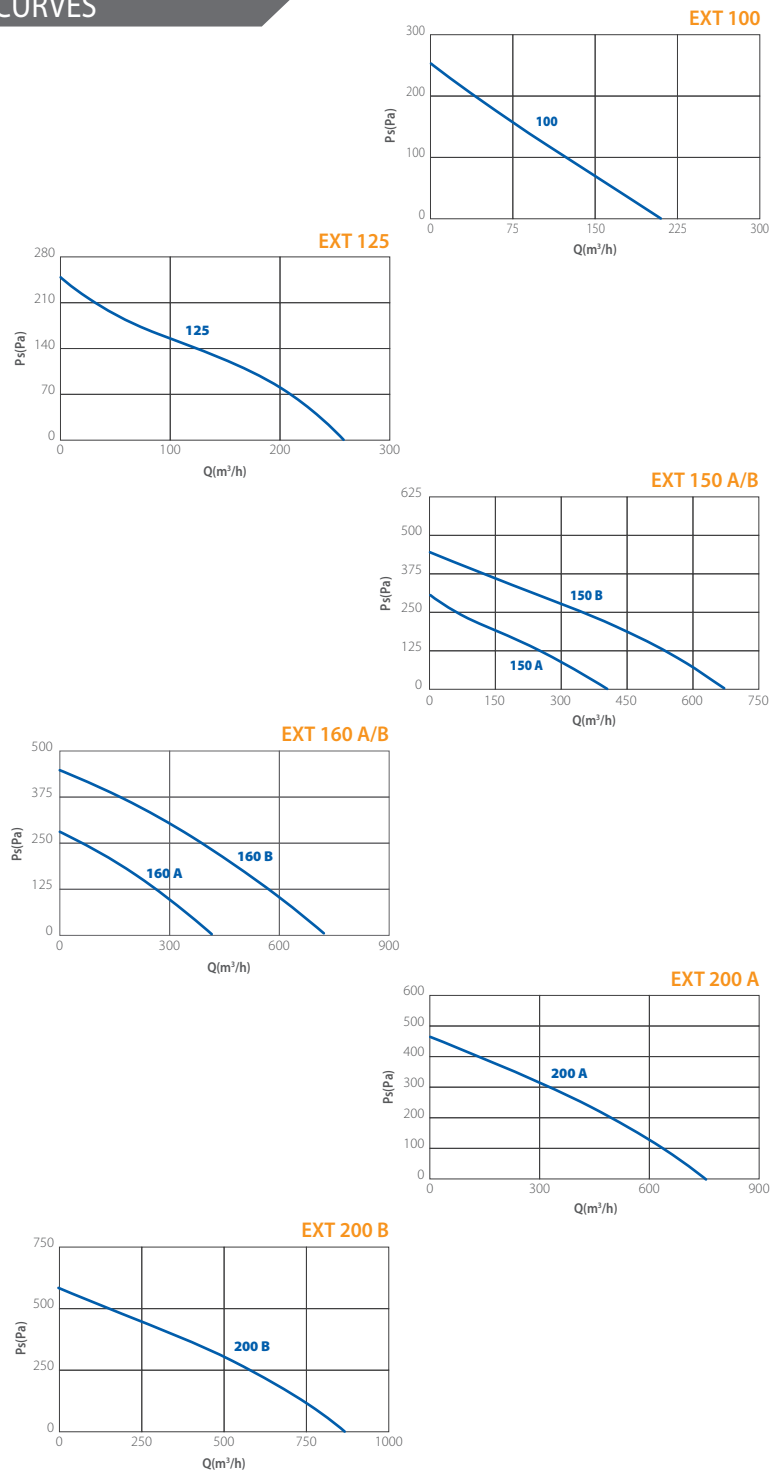 CURVES
EXT 100
300
200
100
0
Ps(Pa)
100
0 75 150 225 300
Q(m³/h)
EXT 125
280
210
140
70
0
Ps(Pa)
125
0 100 200 300
Q(m³/h)
EXT 150 A/B
625
500
375
250
125
0
Ps(Pa)
150 B
150 A
0 150 300 450 600 750
Q(m³/h)
EXT 160 A/B
500
375
250
125
0
Ps(Pa)
160 B
160 A
0 300 600 900
Q(m³/h)
EXT 200 A
600
500
400
300
200
100
0
Ps(Pa)
200 A
0 300 600 900
Q(m³/h)
EXT 200 B
750
500
250
0
Ps(Pa)
200 B
0 250 500 750 1000
Q(m³/h)